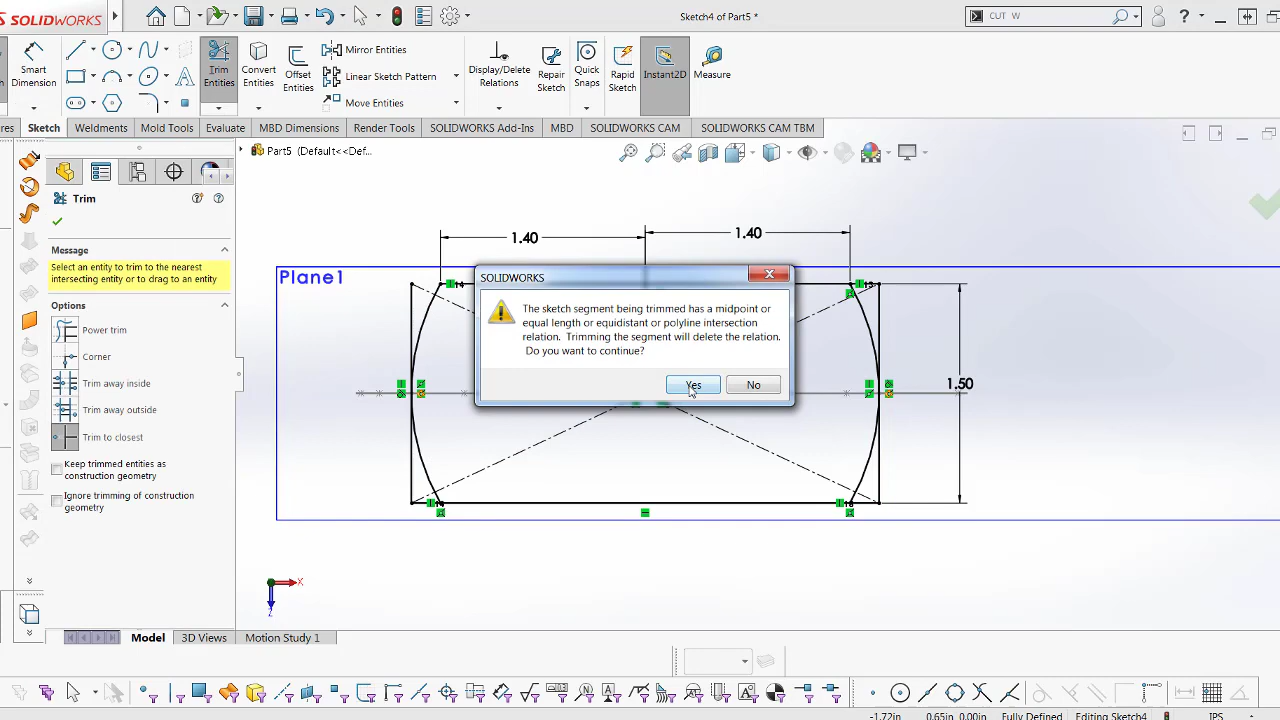 SOLIDWORKS
Sketch4 of Part5 *
CUT W
?
Smart Dimension
Trim Entities
Convert Entities
Offset Entities
Mirror Entities
Linear Sketch Pattern
Move Entities
Display/Delete Relations
Repair Sketch
Quick Snaps
Rapid Sketch
Instant2D
Measure
Sketch
Weldments
Mold Tools
Evaluate
MBD Dimensions
Render Tools
SOLIDWORKS Add-Ins
MBD
SOLIDWORKS CAM
SOLIDWORKS CAM TBM
Part5 (Default<<Def...
Trim
Message
Select an entity to trim to the nearest
intersecting entity or to drag to an entity
Options
Power trim
Corner
Trim away inside
Trim away outside
Trim to closest
Keep trimmed entities as
construction geometry
Ignore trimming of construction
geometry
Plane1
1.40
1.40
1.50
SOLIDWORKS
The sketch segment being trimmed has a midpoint or
equal length or equidistant or polyline intersection
relation. Trimming the segment will delete the relation.
Do you want to continue?
Yes
No
X
Z
Model
3D Views
Motion Study 1
-1.72in
0.65in
0.00in
Fully Defined
Editing Sketch4
IPS